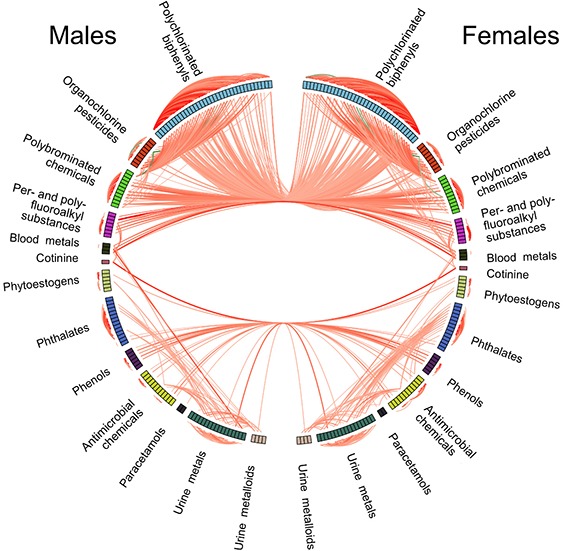 Males
Females
Polychlorinated
biphenyls
Organochlorine
pesticides
Polybrominated
chemicals
Per- and poly-
fluoroalkyl
substances
Blood metals
Cotinine
Phytoestogens
Phthalates
Phenols
Antimicrobial
chemicals
Paracetamols
Urine metals
Urine metalloids
Polychlorinated
biphenyls
Organochlorine
pesticides
Polybrominated
chemicals
Per- and poly-
fluoroalkyl
substances
Blood metals
Cotinine
Phytoestogens
Phthalates
Phenols
Antimicrobial
chemicals
Paracetamols
Urine metals
Urine metalloids